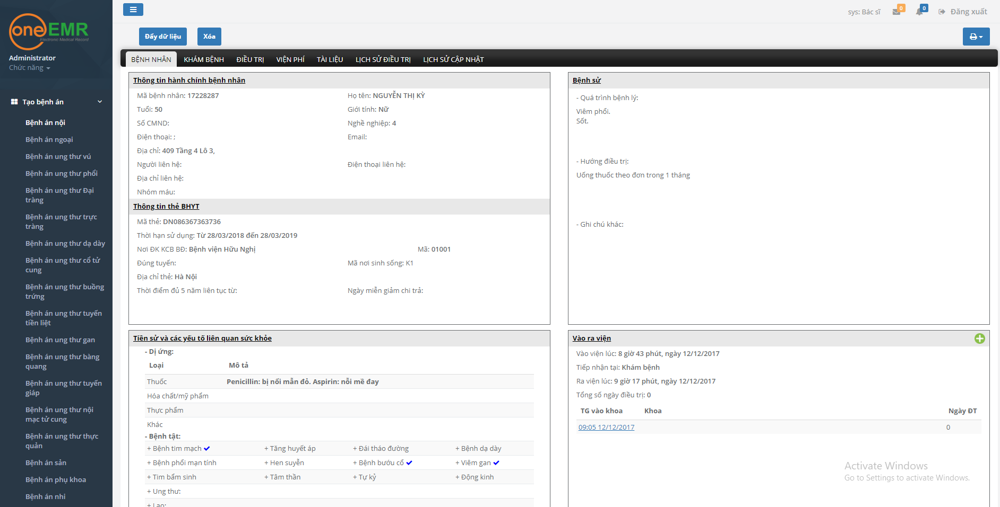 oneEMR
Electronic Medical Record
Administrator
Chức năng
Tạo bệnh án
Bệnh án nội
Bệnh án ngoại
Bệnh án ung thư vú
Bệnh án ung thư phổi
Bệnh án ung thư Đại
tràng
Bệnh án ung thư trực
tràng
Bệnh án ung thư dạ dày
Bệnh án ung thư cổ tử
cung
Bệnh án ung thư buồng
trứng
Bệnh án ung thư tuyến
tiền liệt
Bệnh án ung thư gan
Bệnh án ung thư bàng
quang
Bệnh án ung thư tuyến
giáp
Bệnh án ung thư nội
mạc tử cung
Bệnh án ung thư thực
quản
Bệnh án sản
Bệnh án phụ khoa
Bệnh án nhi
sys: Bác sĩ
0
0
Đăng xuất
Đẩy dữ liệu
Xóa
BỆNH NHÂN KHÁM BỆNH ĐIỀU TRỊ VIỆN PHÍ TÀI LIỆU LỊCH SỬ ĐIỀU TRỊ LỊCH SỬ CẬP NHẬT
Thông tin hành chính bệnh nhân
Mã bệnh nhân: 17228287 Họ tên: NGUYỄN THỊ KỲ
Tuổi: 50 Giới tính: Nữ
Số CMND: Nghề nghiệp: 4
Điện thoại: ; Email:
Địa chỉ: 409 Tầng 4 Lô 3,
Người liên hệ: Điện thoại liên hệ:
Địa chỉ liên hệ:
Nhóm máu:
Thông tin thẻ BHYT
Mã thẻ: DN086367363736
Thời hạn sử dụng: Từ 28/03/2018 đến 28/03/2019
Nơi ĐK KCB BĐ: Bệnh viện Hữu Nghị Mã: 01001
Đúng tuyến: Mã nơi sinh sống: K1
Địa chỉ thẻ: Hà Nội
Thời điểm đủ 5 năm liên tục từ: Ngày miễn giảm chi trả:
Bệnh sử
- Quá trình bệnh lý:
Viêm phổi.
Sốt.
- Hướng điều trị:
Uống thuốc theo đơn trong 1 tháng
- Ghi chú khác:
Tiền sử và các yếu tố liên quan sức khỏe
- Dị ứng:
Loại Mô tả
Thuốc Penicillin: bị nổi mẩn đỏ. Aspirin: nỗi mề đay
Hóa chất/mỹ phẩm
Thực phẩm
Khác
- Bệnh tật:
+ Bệnh tim mạch ✔ + Tăng huyết áp + Đái tháo đường + Bệnh dạ dày
+ Bệnh phổi mạn tính + Hen suyễn + Bệnh bướu cổ ✔ + Viêm gan ✔
+ Tim bẩm sinh + Tâm thần + Tự kỷ + Động kinh
+ Ung thư:
+ Lao:
Vào ra viện
Vào viện lúc: 8 giờ 43 phút, ngày 12/12/2017
Tiếp nhận tại: Khám bệnh
Ra viện lúc: 9 giờ 17 phút, ngày 12/12/2017
Tổng số ngày điều trị: 0
TG vào khoa Khoa Ngày ĐT
09:05 12/12/2017 0
Activate Windows
Go to Settings to activate Windows.